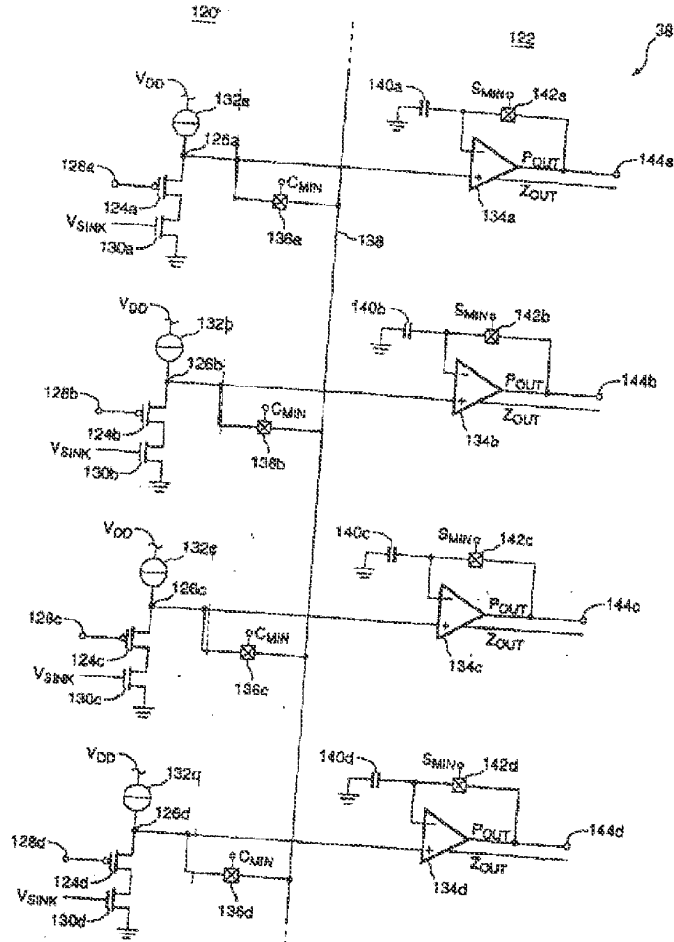 120
122
38
VDD
132a
126a
128a
124a
VSINK
130a
CMIN
136a
138
140a
SMIN
142a
POUT
ZOUT
134a
144a
VDD
132b
126b
128b
124b
VSINK
130b
CMIN
136b
140b
SMIN
142b
POUT
ZOUT
134b
144b
VDD
132c
126c
128c
124c
VSINK
130c
CMIN
136c
140c
SMIN
142c
POUT
ZOUT
134c
144c
VDD
132d
126d
128d
124d
VSINK
130d
CMIN
136d
140d
SMIN
142d
POUT
ZOUT
134d
144d